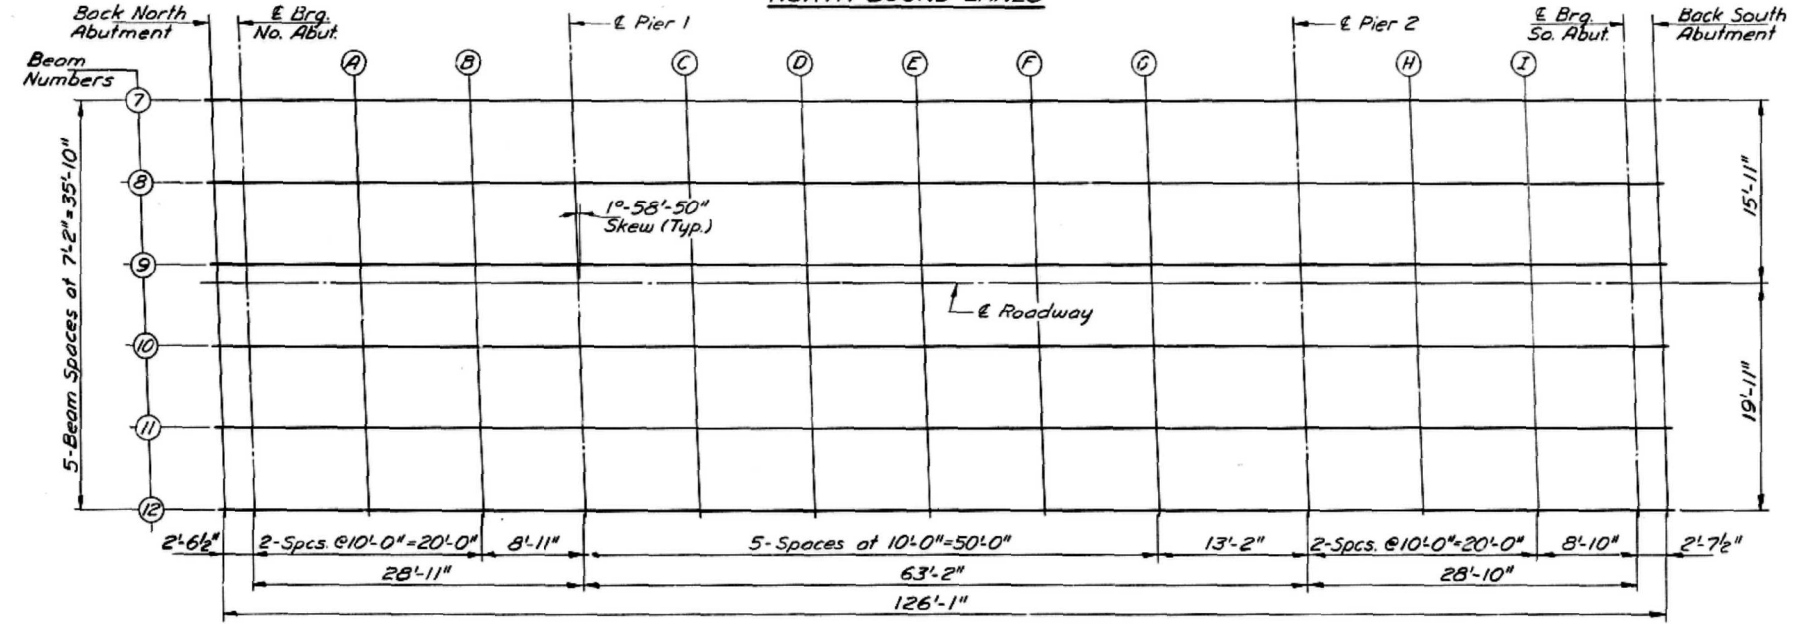 Back North
Abutment
℄ Brg.
No. Abut.
℄ Pier 1
℄ Pier 2
℄ Brg.
So. Abut.
Back South
Abutment
Beam
Numbers
A
B
C
D
E
F
G
H
I
7
8
9
10
11
12
5-Beam Spaces at 7'-2"=35'-10"
1°-58'-50"
Skew (Typ.)
℄ Roadway
15'-11"
19'-11"
2'-6½"
2-Spcs. @10'-0"=20'-0"
8'-11"
5-Spaces at 10'-0"=50'-0"
13'-2"
2-Spcs. @10'-0"=20'-0"
8'-10"
2'-7½"
28'-11"
63'-2"
28'-10"
126'-1"